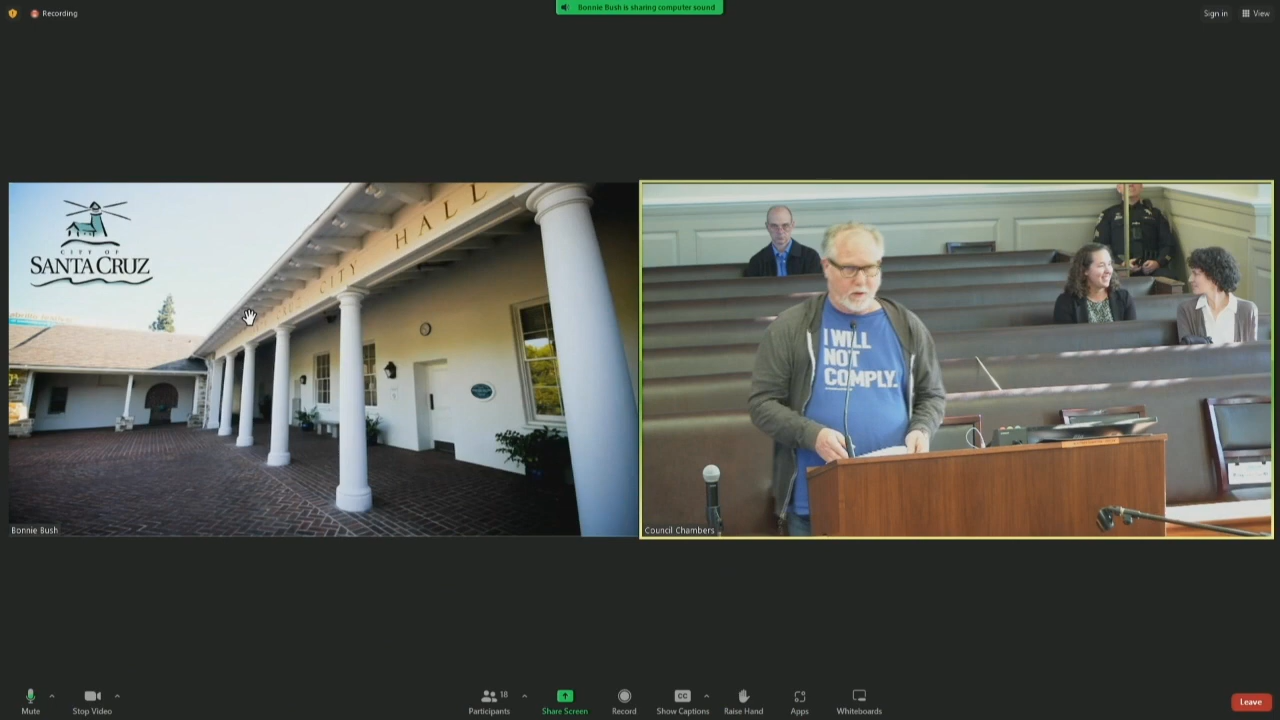 Recording
Bonnie Bush is sharing computer sound
Sign in
View
CITY OF
SANTA CRUZ
CITY HALL
I WILL
NOT
COMPLY.
Bonnie Bush
Council Chambers
Mute
Stop Video
Participants
18
Share Screen
Record
CC
Show Captions
Raise Hand
Apps
Whiteboards
Leave